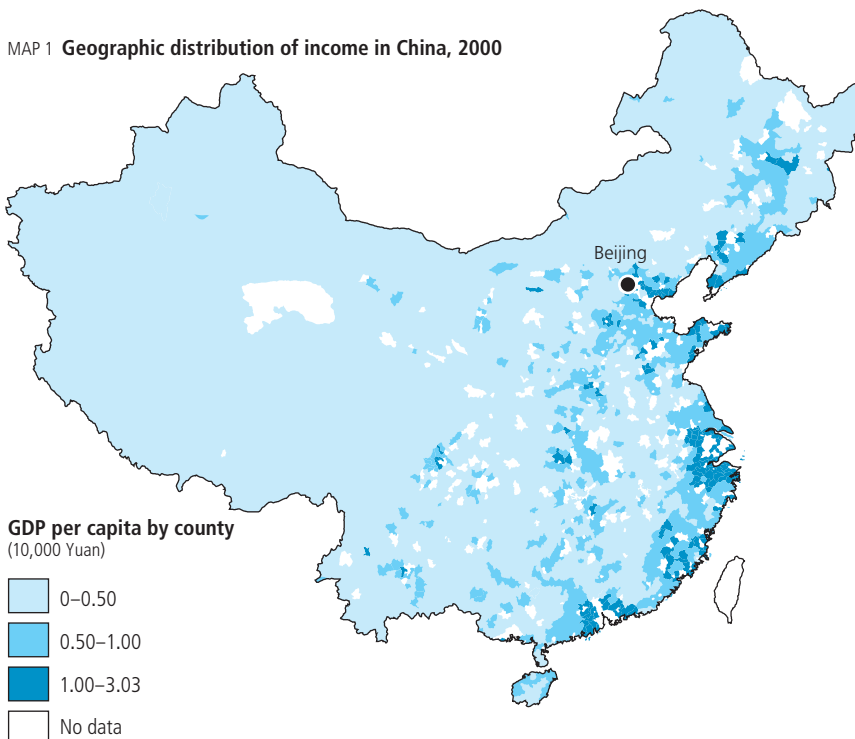 MAP 1 Geographic distribution of income in China, 2000
Beijing
GDP per capita by county
(10,000 Yuan)
0–0.50
0.50–1.00
1.00–3.03
No data